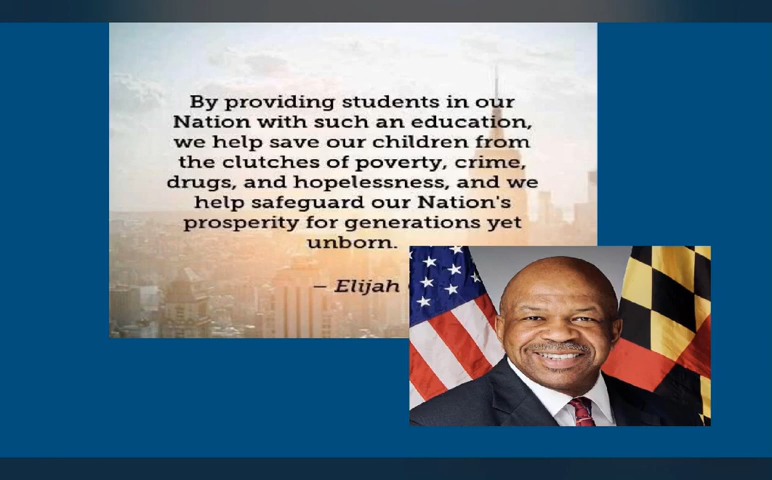 By providing students in our
Nation with such an education,
we help save our children from
the clutches of poverty, crime,
drugs, and hopelessness, and we
help safeguard our Nation's
prosperity for generations yet
unborn.
– Elijah